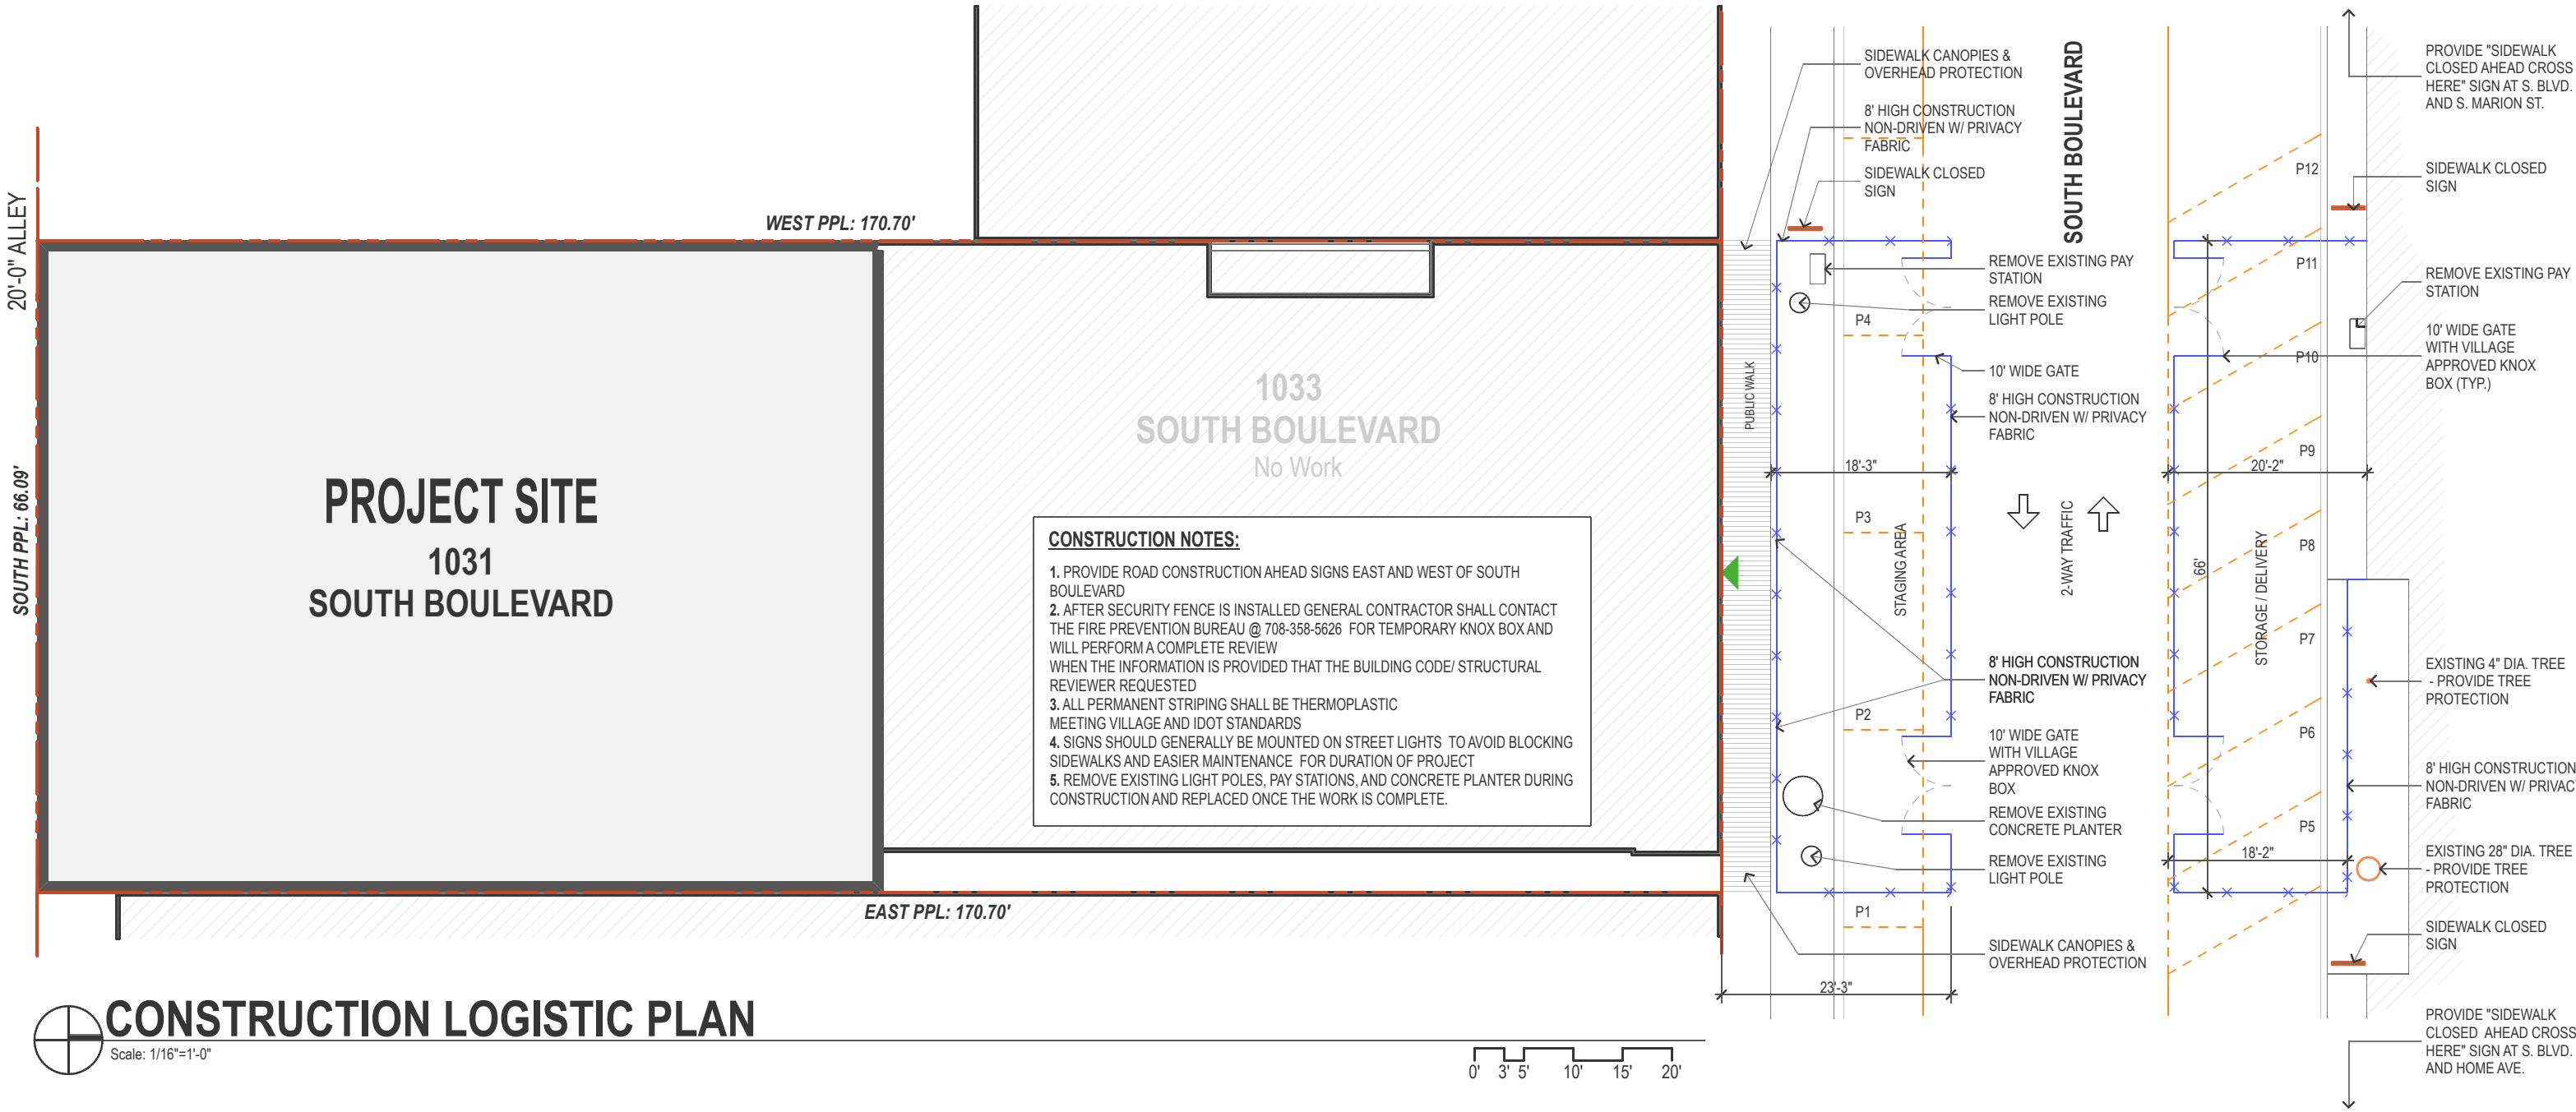 20'-0" ALLEY
SOUTH PPL: 66.09'
WEST PPL: 170.70'
PROJECT SITE
1031
SOUTH BOULEVARD
1033
SOUTH BOULEVARD
No Work
CONSTRUCTION NOTES:
1. PROVIDE ROAD CONSTRUCTION AHEAD SIGNS EAST AND WEST OF SOUTH
BOULEVARD
2. AFTER SECURITY FENCE IS INSTALLED GENERAL CONTRACTOR SHALL CONTACT
THE FIRE PREVENTION BUREAU @ 708-358-5626 FOR TEMPORARY KNOX BOX AND
WILL PERFORM A COMPLETE REVIEW
WHEN THE INFORMATION IS PROVIDED THAT THE BUILDING CODE/ STRUCTURAL
REVIEWER REQUESTED
3. ALL PERMANENT STRIPING SHALL BE THERMOPLASTIC
MEETING VILLAGE AND IDOT STANDARDS
4. SIGNS SHOULD GENERALLY BE MOUNTED ON STREET LIGHTS TO AVOID BLOCKING
SIDEWALKS AND EASIER MAINTENANCE FOR DURATION OF PROJECT
5. REMOVE EXISTING LIGHT POLES, PAY STATIONS, AND CONCRETE PLANTER DURING
CONSTRUCTION AND REPLACED ONCE THE WORK IS COMPLETE.
EAST PPL: 170.70'
CONSTRUCTION LOGISTIC PLAN
Scale: 1/16"=1'-0"
0' 3' 5' 10' 15' 20'
PUBLIC WALK
P4
18'-3"
P3
STAGING AREA
P2
P1
23'-3"
SIDEWALK CANOPIES &
OVERHEAD PROTECTION
8' HIGH CONSTRUCTION
NON-DRIVEN W/ PRIVACY
FABRIC
SIDEWALK CLOSED
SIGN
SOUTH BOULEVARD
REMOVE EXISTING PAY
STATION
REMOVE EXISTING
LIGHT POLE
10' WIDE GATE
8' HIGH CONSTRUCTION
NON-DRIVEN W/ PRIVACY
FABRIC
2-WAY TRAFFIC
8' HIGH CONSTRUCTION
NON-DRIVEN W/ PRIVACY
FABRIC
10' WIDE GATE
WITH VILLAGE
APPROVED KNOX
BOX
REMOVE EXISTING
CONCRETE PLANTER
REMOVE EXISTING
LIGHT POLE
SIDEWALK CANOPIES &
OVERHEAD PROTECTION
P12
P11
P10
P9
20'-2"
P8
66'
STORAGE / DELIVERY
P7
P6
P5
18'-2"
PROVIDE "SIDEWALK
CLOSED AHEAD CROSS
HERE" SIGN AT S. BLVD.
AND S. MARION ST.
SIDEWALK CLOSED
SIGN
REMOVE EXISTING PAY
STATION
10' WIDE GATE
WITH VILLAGE
APPROVED KNOX
BOX (TYP.)
EXISTING 4" DIA. TREE
- PROVIDE TREE
PROTECTION
8' HIGH CONSTRUCTION
NON-DRIVEN W/ PRIVAC
FABRIC
EXISTING 28" DIA. TREE
- PROVIDE TREE
PROTECTION
SIDEWALK CLOSED
SIGN
PROVIDE "SIDEWALK
CLOSED AHEAD CROSS
HERE" SIGN AT S. BLVD.
AND HOME AVE.